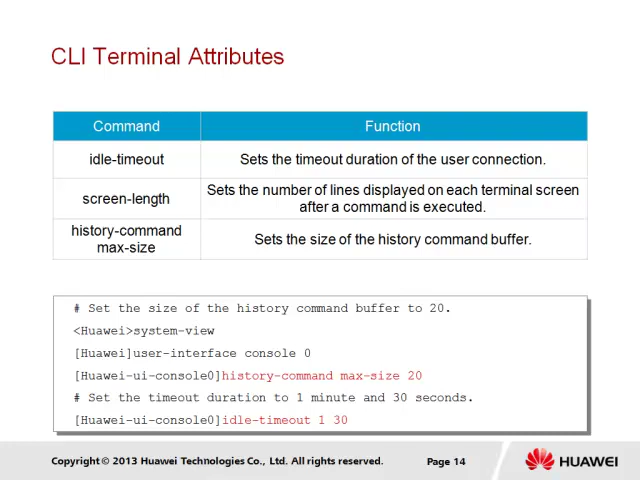 CLI Terminal Attributes
Command
Function
idle-timeout
Sets the timeout duration of the user connection.
screen-length
Sets the number of lines displayed on each terminal screen
after a command is executed.
history-command
max-size
Sets the size of the history command buffer.
# Set the size of the history command buffer to 20.
<Huawei>system-view
[Huawei]user-interface console 0
[Huawei-ui-console0]history-command max-size 20
# Set the timeout duration to 1 minute and 30 seconds.
[Huawei-ui-console0]idle-timeout 1 30
Copyright © 2013 Huawei Technologies Co., Ltd. All rights reserved.
Page 14
HUAWEI